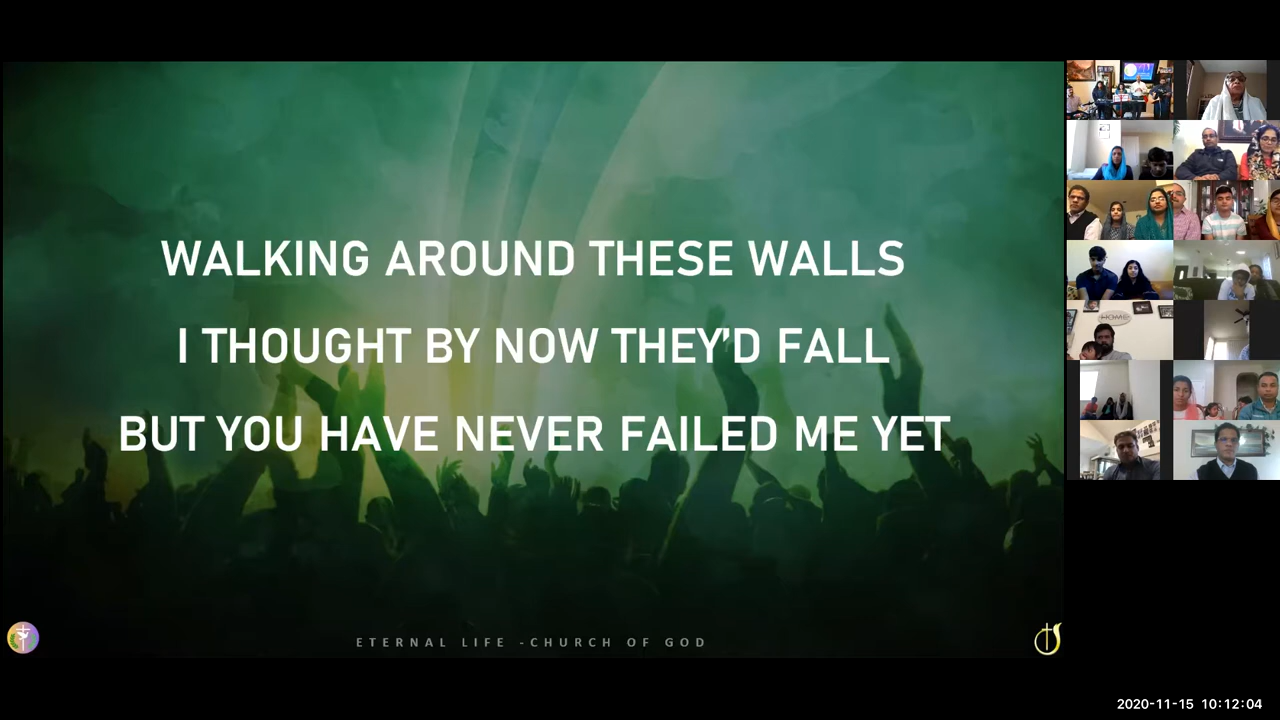 WALKING AROUND THESE WALLS
I THOUGHT BY NOW THEY'D FALL
BUT YOU HAVE NEVER FAILED ME YET
ETERNAL LIFE -CHURCH OF GOD
HOME
2020-11-15 10:12:04